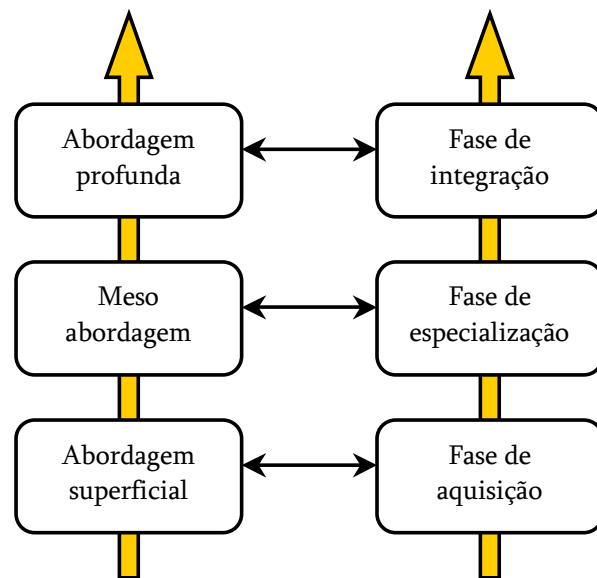 Abordagem
profunda
Fase de
integração
Meso
abordagem
Fase de
especialização
Abordagem
superficial
Fase de
aquisição